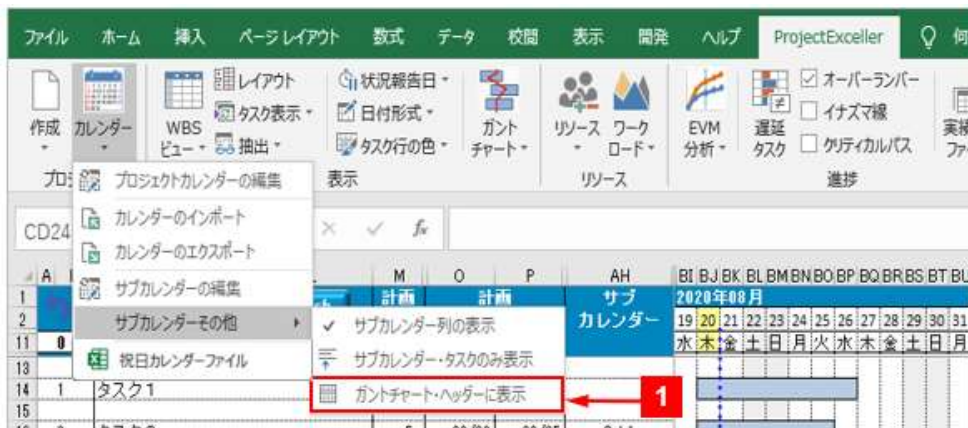 ファイル ホーム 挿入 ページ レイアウト 数式 データ 校閲 表示 開発 ヘルプ ProjectExceller 何
作成 カレンダー WBS ビュー レイアウト タスク表示 抽出 状況報告日 日付形式 タスク行の色 ガント チャート リソース ワーク ロード EVM 分析 遅延 タスク オーバーランバー イナズマ線 クリティカルパス
表示 リソース 進捗
プロジェクトカレンダーの編集
カレンダーのインポート
カレンダーのエクスポート
サブカレンダーの編集
サブカレンダーその他
祝日カレンダーファイル
サブカレンダー列の表示
サブカレンダー・タスクのみ表示
ガントチャート・ヘッダーに表示
1
CD24 fx
A M O P AH BI BJ BK BL BM BN BO BP BQ BR BS BT BU
1 計画 計画 サブ 2020年08月
2 カレンダー 19 20 21 22 23 24 25 26 27 28 29 30 31
11 0 水 木 金 土 日 月 火 水 木 金 土 日 月
13
14 1 タスク1
15